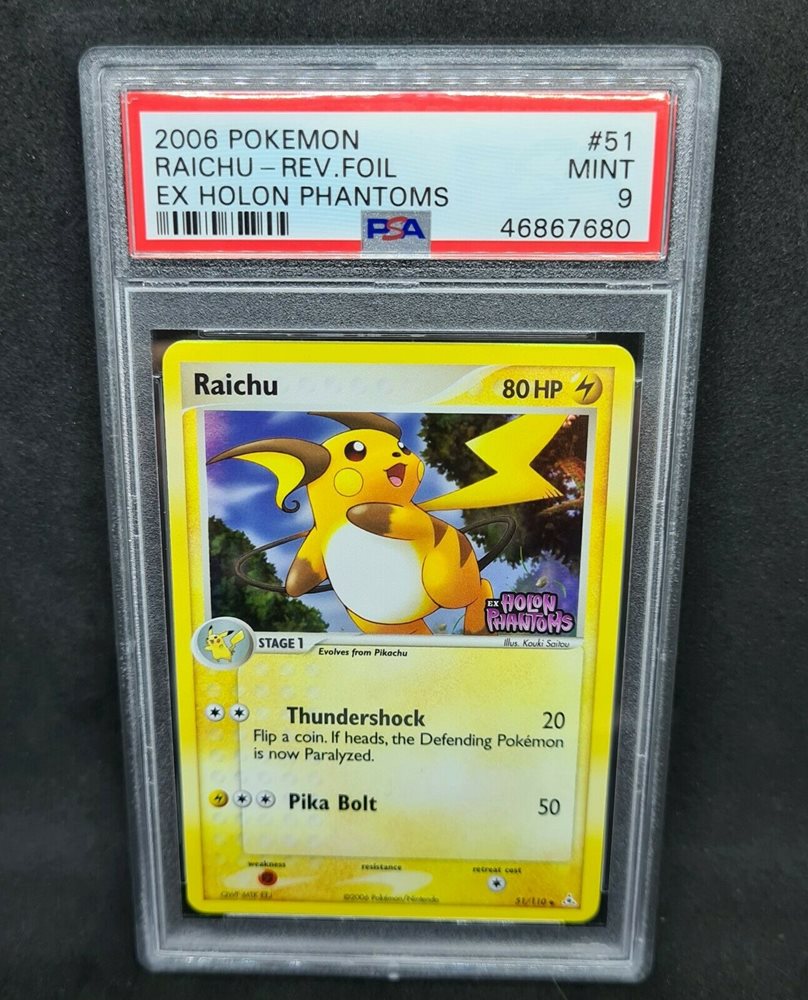 2006 POKEMON #51
RAICHU - REV.FOIL MINT
EX HOLON PHANTOMS 9
PSA 46867680
Raichu 80 HP
EX HOLON
PHANTOMS
STAGE 1 Evolves from Pikachu Illus. Kouki Saitou
Thundershock 20
Flip a coin. If heads, the Defending Pokémon
is now Paralyzed.
Pika Bolt 50
weakness resistance retreat cost
©2006 Pokémon/Nintendo 51/110